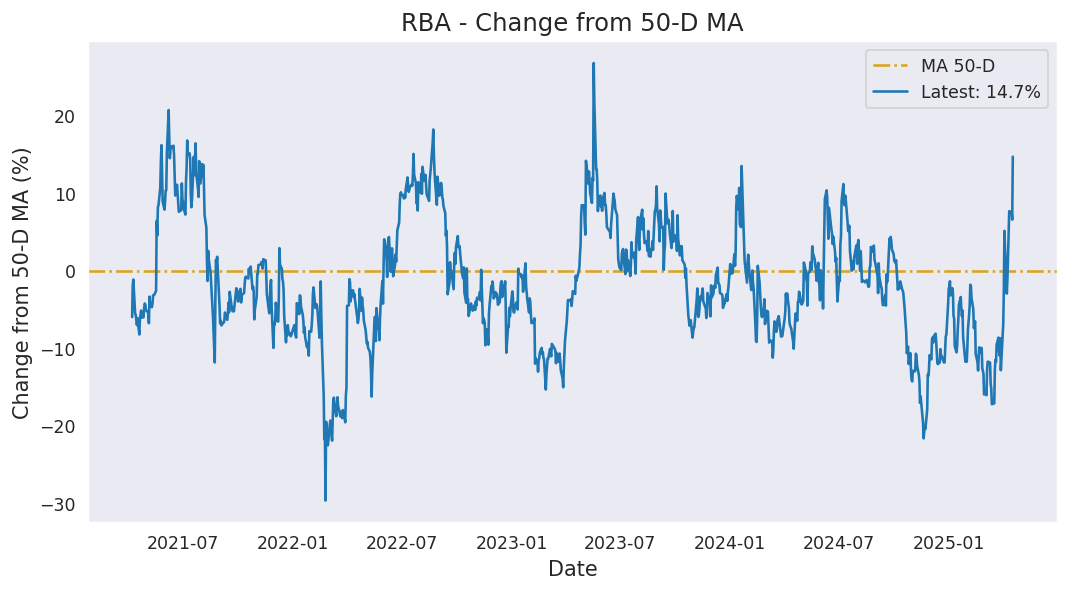 RBA - Change from 50-D MA
MA 50-D
Latest: 14.7%
Change from 50-D MA (%)
20
10
0
−10
−20
−30
2021-07 2022-01 2022-07 2023-01 2023-07 2024-01 2024-07 2025-01
Date